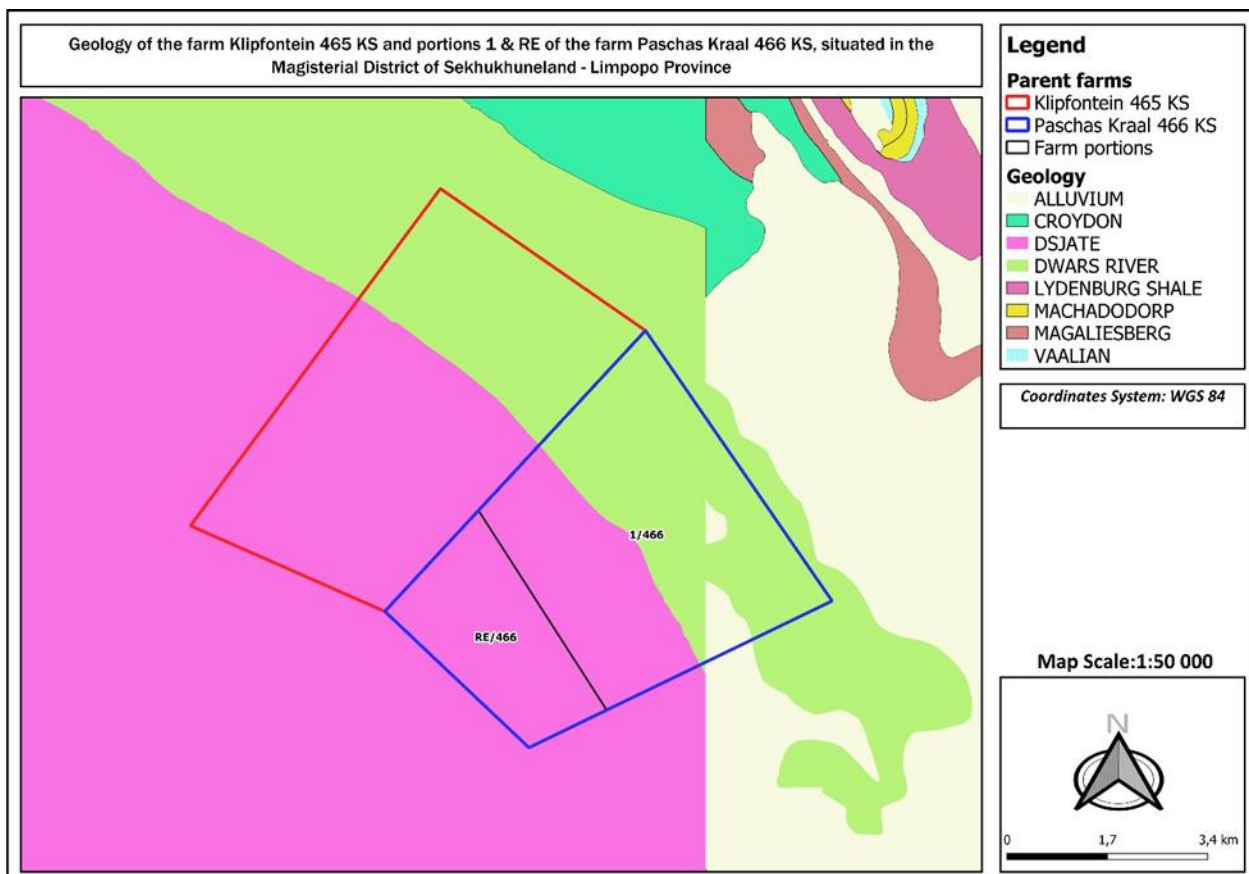 Geology of the farm Klipfontein 465 KS and portions 1 & RE of the farm Paschas Kraal 466 KS, situated in the
Magisterial District of Sekhukhuneland - Limpopo Province
1/466
RE/466
Legend
Parent farms
Klipfontein 465 KS
Paschas Kraal 466 KS
Farm portions
Geology
ALLUVIUM
CROYDON
DSJATE
DWARS RIVER
LYDENBURG SHALE
MACHADODORP
MAGALIESBERG
VAALIAN
Coordinates System: WGS 84
Map Scale:1:50 000
N
0 1,7 3,4 km